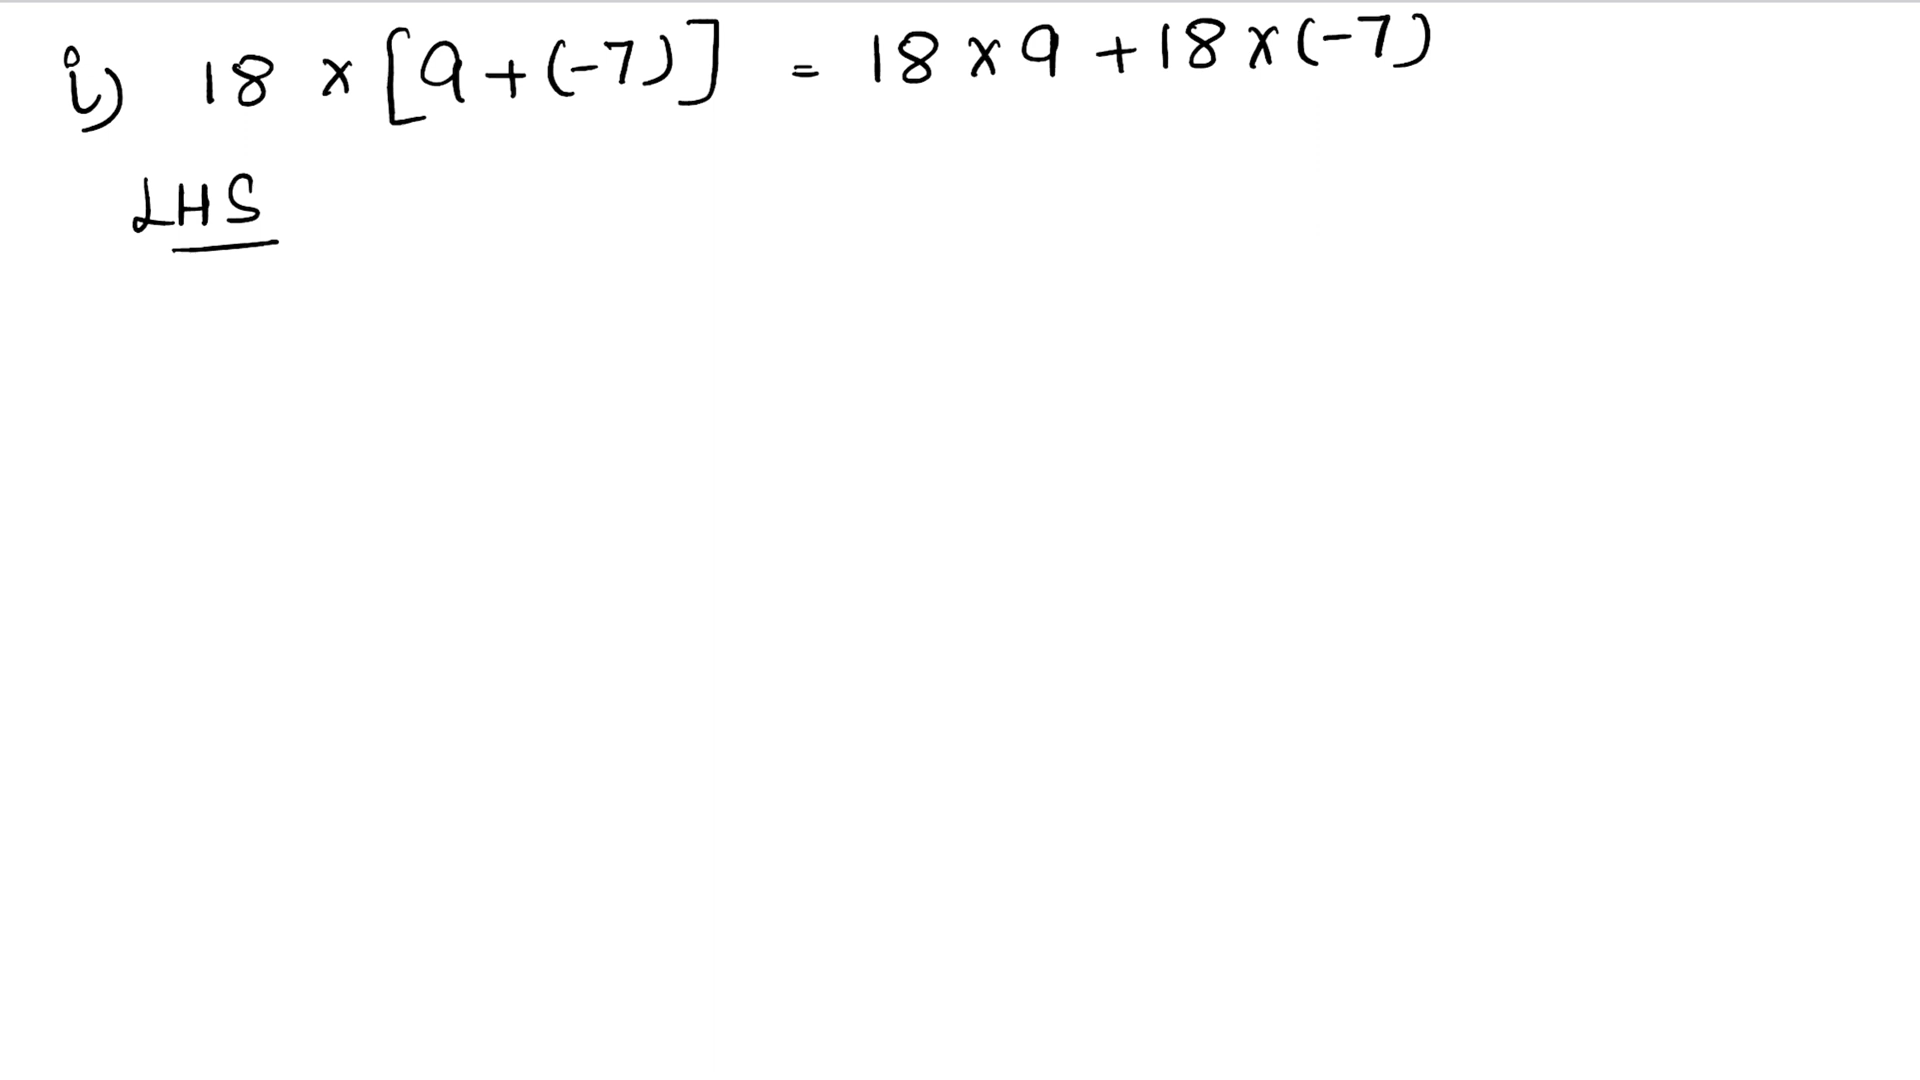 i) 18 × [9 + (-7)] = 18 × 9 + 18 × (-7)
LHS